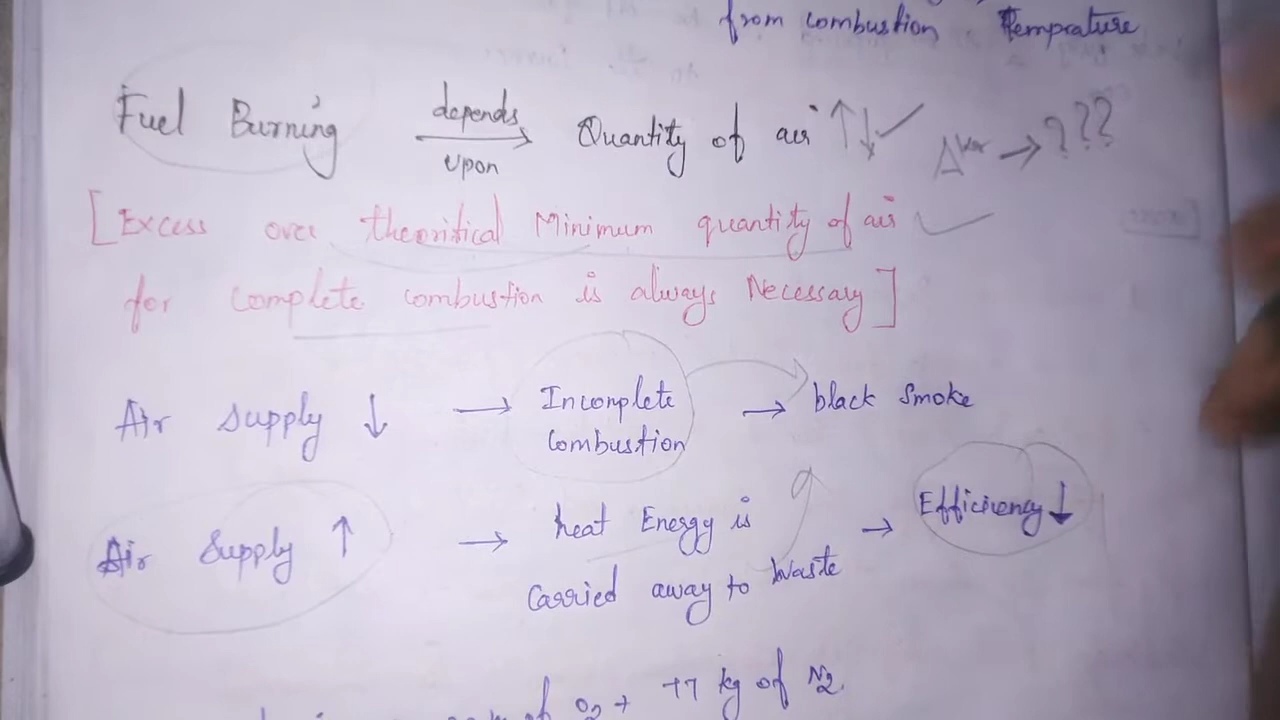 from combustion Temprature
Fuel Burning depends upon → Quantity of air ↑↓ ✓ → ???
[Excess over theoritical Minimum quantity of air
for complete combustion is always Necessary]
Air Supply ↓ → Incomplete combustion → black smoke
Air Supply ↑ → heat Energy is carried away to Waste → Efficiency ↓
of O2 + 77 kg of N2.